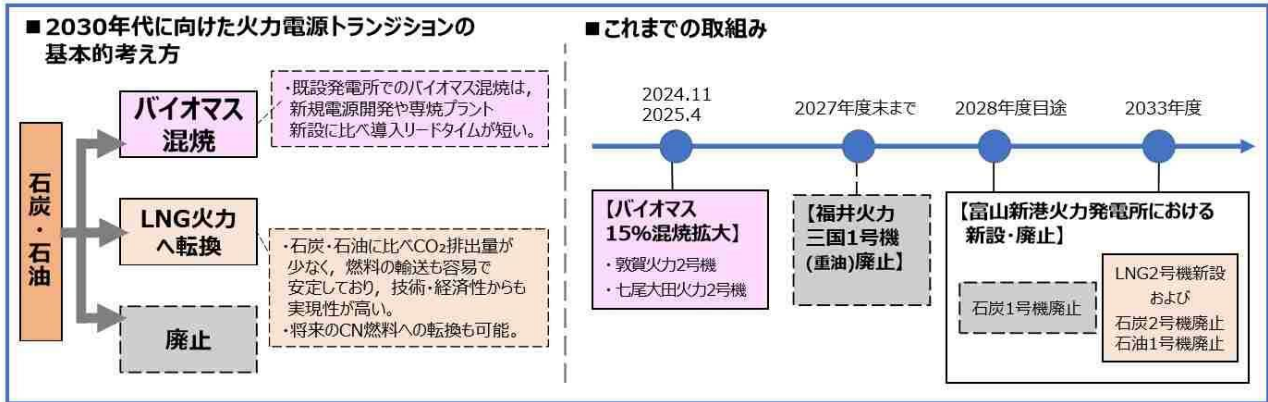 ■2030年代に向けた火力電源トランジションの
基本的考え方
石炭・石油
バイオマス
混焼
・既設発電所でのバイオマス混焼は，
新規電源開発や専焼プラント
新設に比べ導入リードタイムが短い。
LNG火力
へ転換
・石炭・石油に比べCO₂排出量が
少なく，燃料の輸送も容易で
安定しており，技術・経済性からも
実現性が高い。
・将来のCN燃料への転換も可能。
廃止
■これまでの取組み
2024.11
2025.4
2027年度末まで
2028年度目途
2033年度
【バイオマス
15%混焼拡大】
・敦賀火力2号機
・七尾大田火力2号機
【福井火力
三国1号機
(重油)廃止】
【富山新港火力発電所における
新設・廃止】
石炭1号機廃止
LNG2号機新設
および
石炭2号機廃止
石油1号機廃止